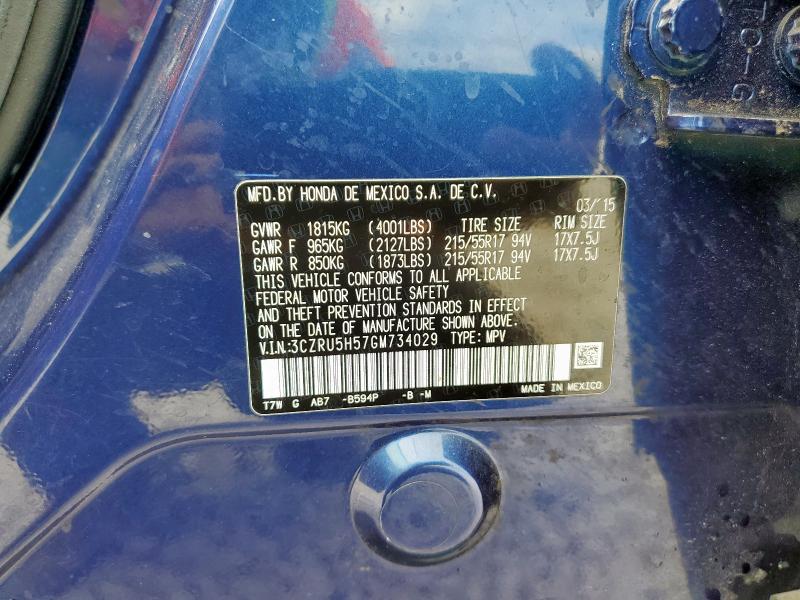 MFD.BY HONDA DE MEXICO S.A. DE C.V.
03/'15
GVWR 1815KG (4001LBS) TIRE SIZE RIM SIZE
GAWR F 965KG (2127LBS) 215/55R17 94V 17X7.5J
GAWR R 850KG (1873LBS) 215/55R17 94V 17X7.5J
THIS VEHICLE CONFORMS TO ALL APPLICABLE
FEDERAL MOTOR VEHICLE SAFETY
AND THEFT PREVENTION STANDARDS IN EFFECT
ON DATE OF MANUFACTURE SHOWN ABOVE.
V.I.N.:3CZRU5H57GM734029 TYPE: MPV
T7W G AB7 -B594P -B -M MADE IN MEXICO